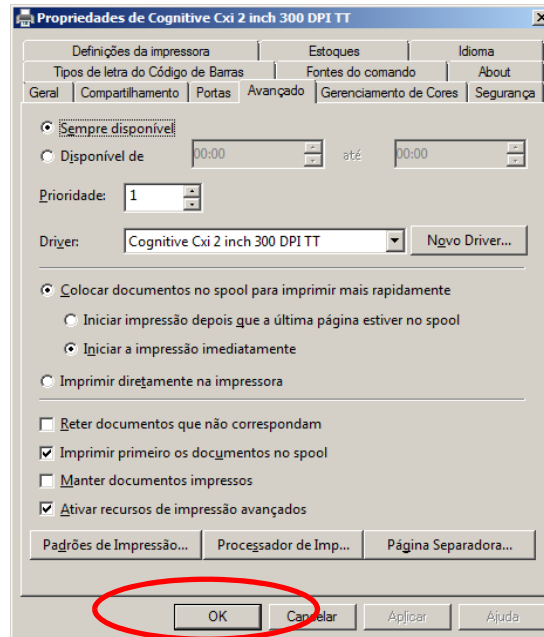 Propriedades de Cognitive Cxi 2 inch 300 DPI TT
Definições da impressora Estoques Idioma
Tipos de letra do Código de Barras Fontes do comando About
Geral Compartilhamento Portas Avançado Gerenciamento de Cores Segurança
Sempre disponível
Disponível de 00:00 até 00:00
Prioridade: 1
Driver: Cognitive Cxi 2 inch 300 DPI TT Novo Driver...
Colocar documentos no spool para imprimir mais rapidamente
Iniciar impressão depois que a última página estiver no spool
Iniciar a impressão imediatamente
Imprimir diretamente na impressora
Reter documentos que não correspondam
Imprimir primeiro os documentos no spool
Manter documentos impressos
Ativar recursos de impressão avançados
Padrões de Impressão... Processador de Imp... Página Separadora...
OK Cancelar Aplicar Ajuda